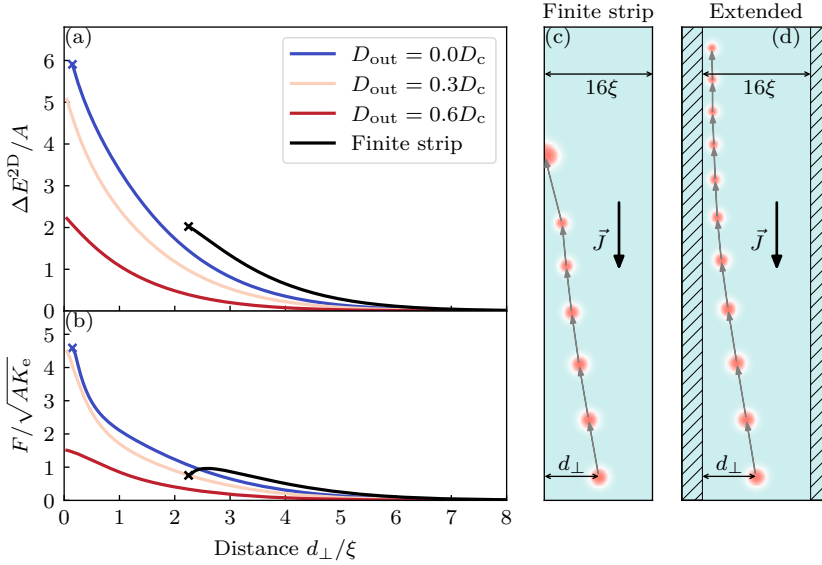 (a)
D_out = 0.0D_c
D_out = 0.3D_c
D_out = 0.6D_c
Finite strip
ΔE^2D/A
6
5
4
3
2
1
0
(b)
F/√AK_e
5
4
3
2
1
0
0 1 2 3 4 5 6 7 8
Distance d_⊥/ξ
Finite strip
(c)
16ξ
J⃗
d_⊥
Extended
(d)
16ξ
J⃗
d_⊥